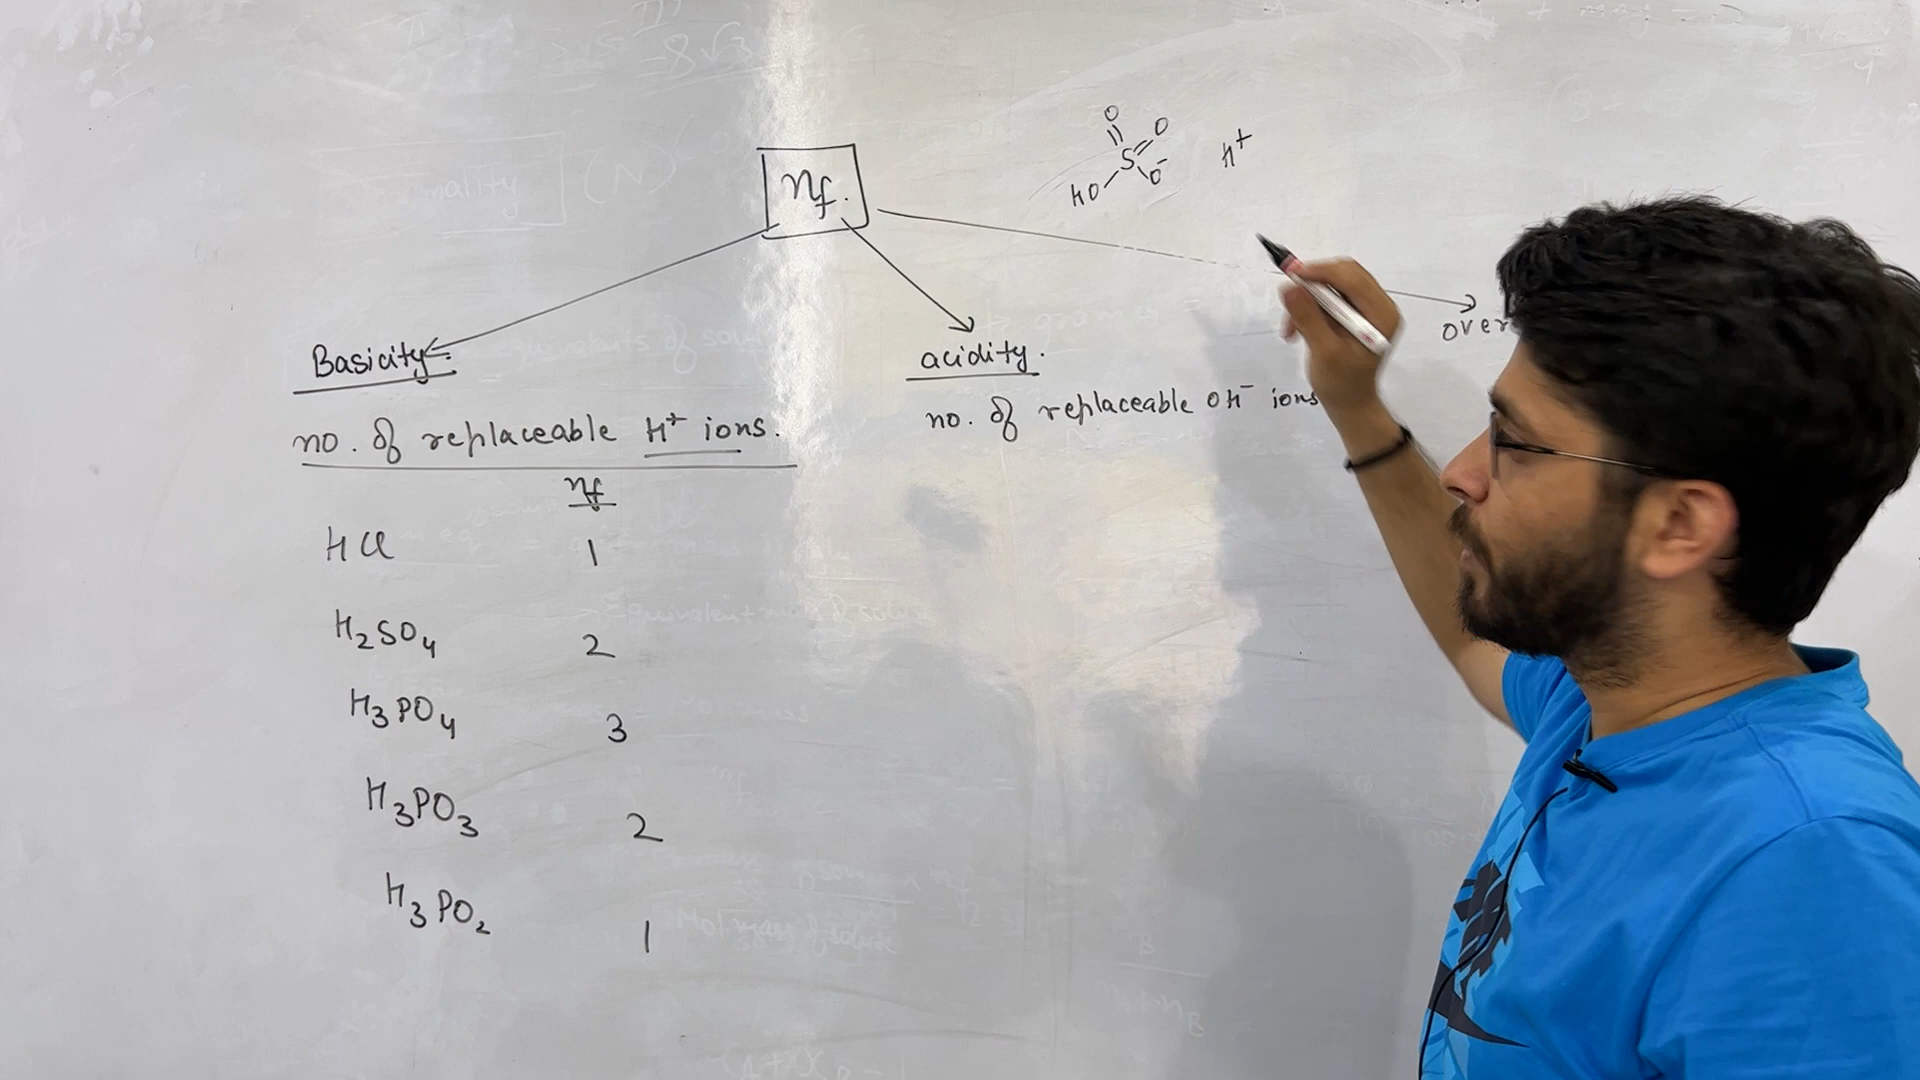 O
O
S
HO
O⁻
H⁺
nf.
over
Basicity:
acidity.
no. of replaceable H⁺ ions.
no. of replaceable OH⁻ ions
nf
HCl 1
H₂SO₄ 2
H₃PO₄ 3
H₃PO₃ 2
H₃PO₂ 1